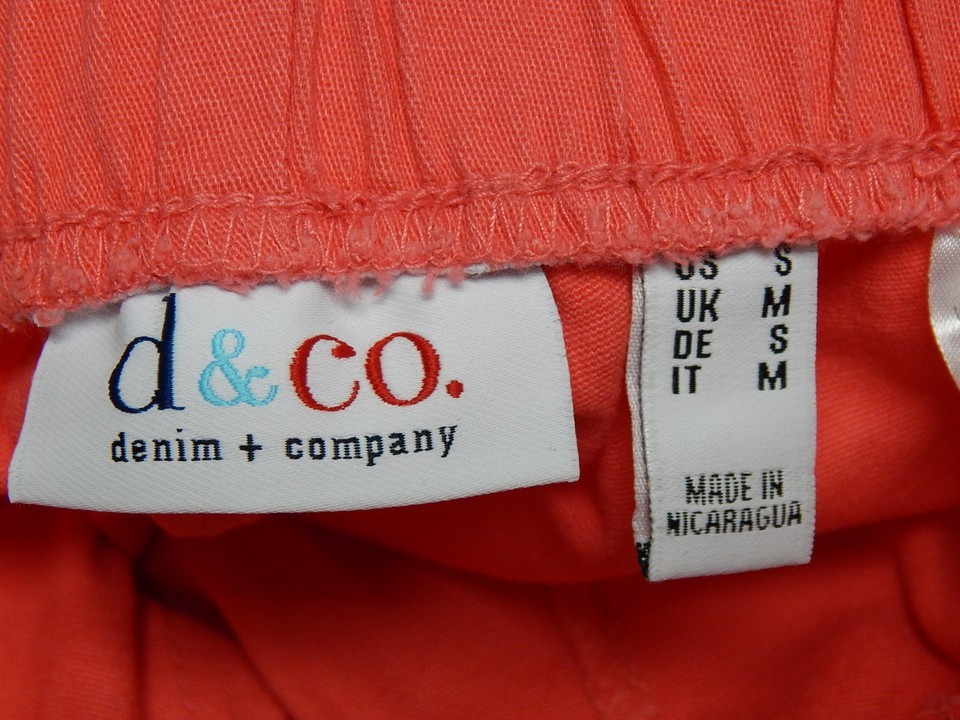 d & co.
denim + company
US S
UK M
DE S
IT M
MADE IN
NICARAGUA